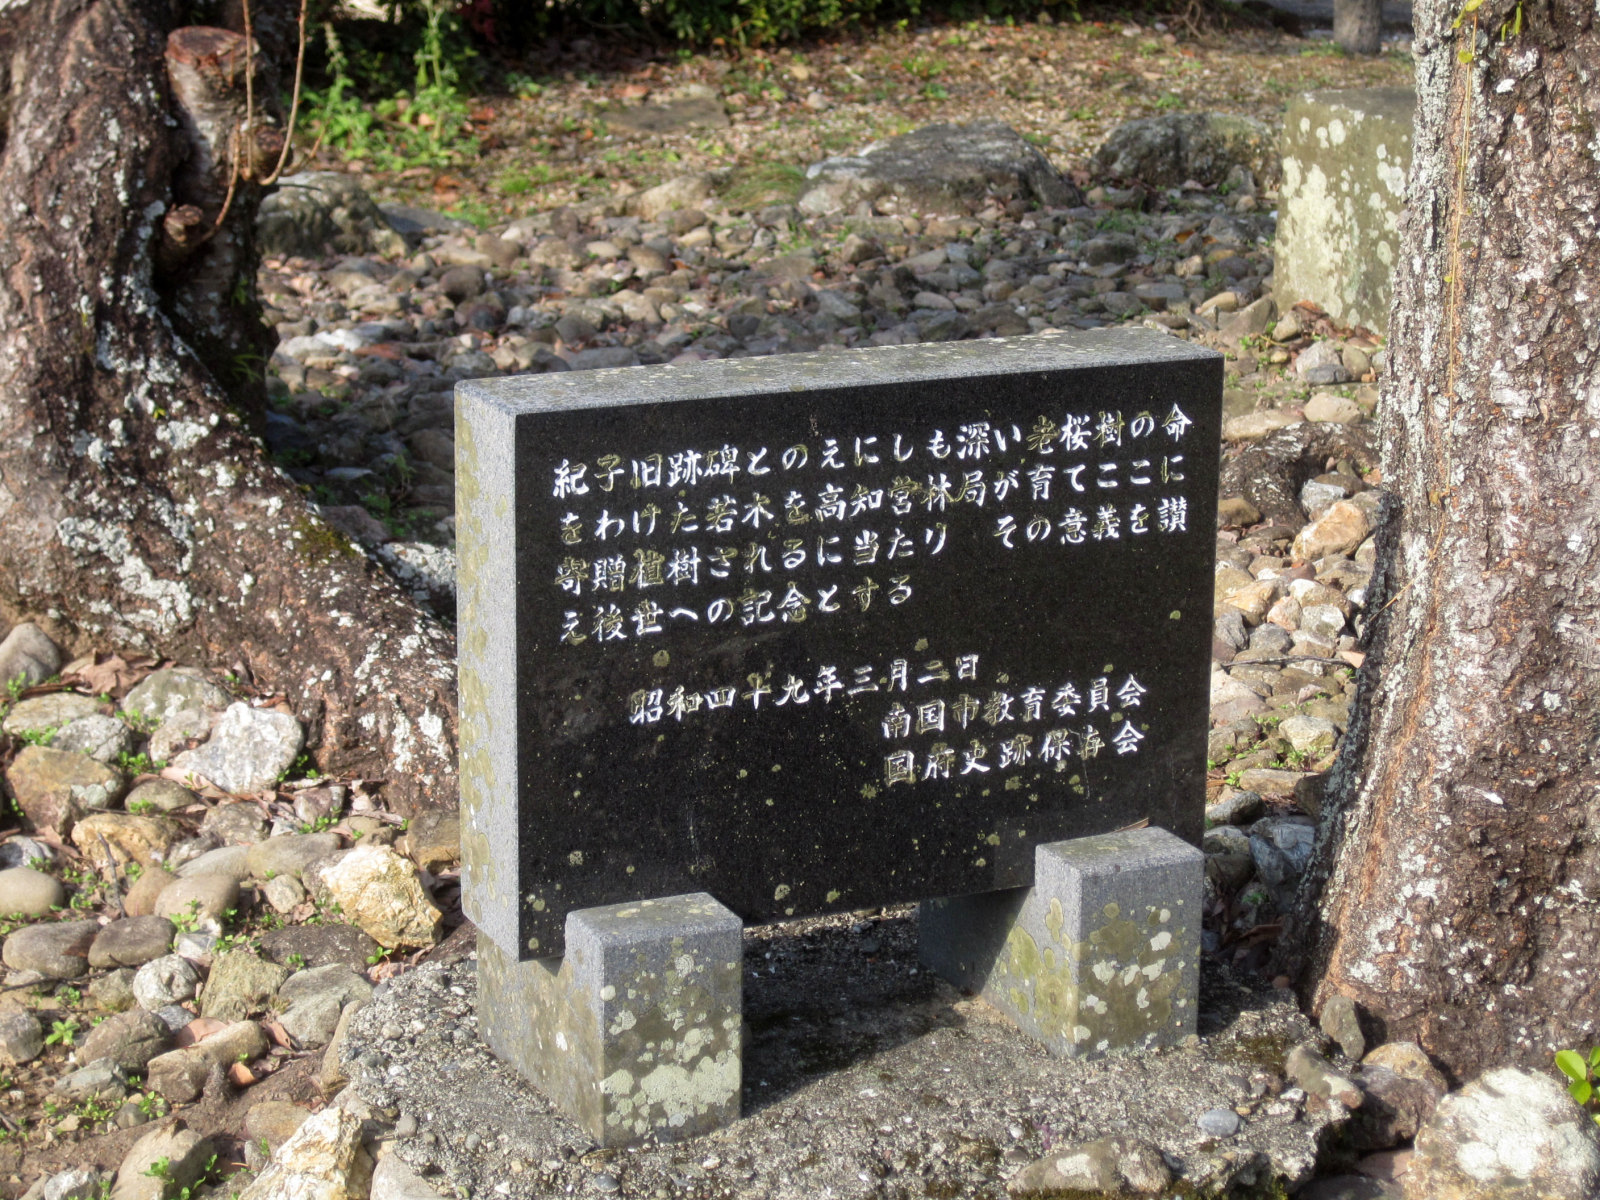 紀子旧跡碑とのえにしも深い老桜樹の命
をわけた若木を高知営林局が育てここに
寄贈植樹されるに当たり　その意義を讃
え後世への記念とする
昭和四十九年三月二日
南国市教育委員会
国府史跡保存会